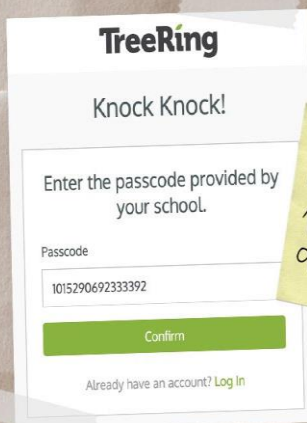 TreeRing
Knock Knock!
Enter the passcode provided by
your school.
Passcode
1015290692333392
Confirm
Already have an account? Log In